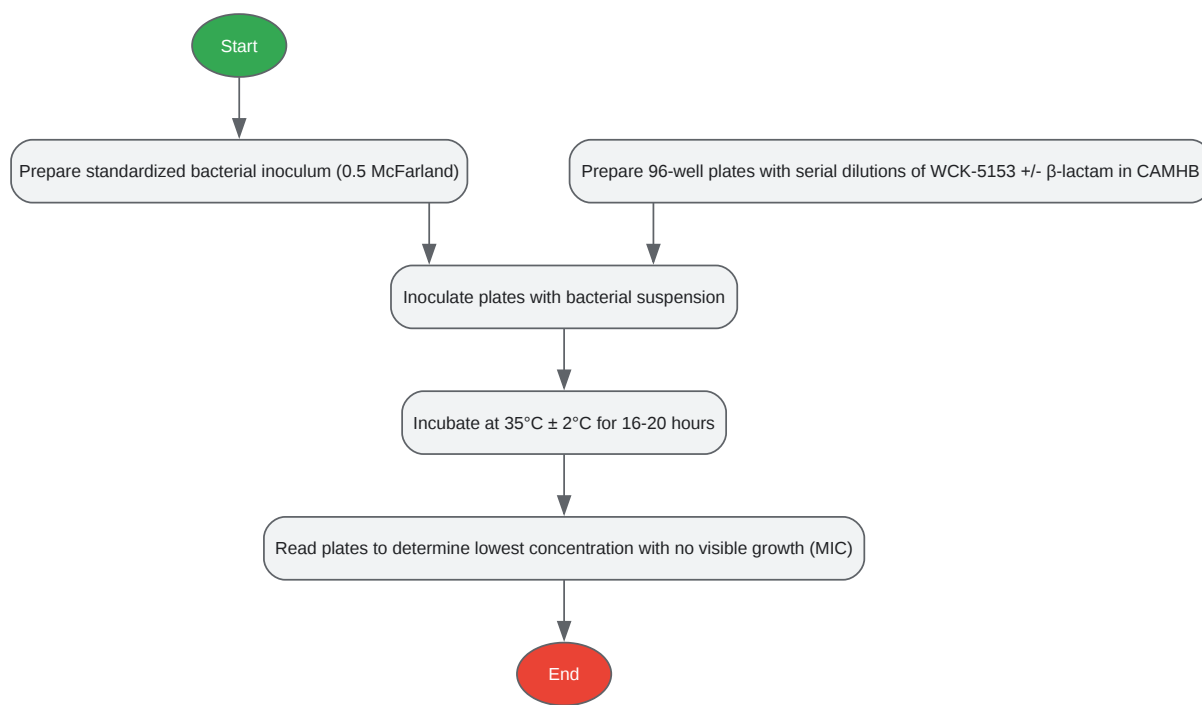 Start
Prepare standardized bacterial inoculum (0.5 McFarland)
Prepare 96-well plates with serial dilutions of WCK-5153 +/- β-lactam in CAMHB
Inoculate plates with bacterial suspension
Incubate at 35°C ± 2°C for 16-20 hours
Read plates to determine lowest concentration with no visible growth (MIC)
End